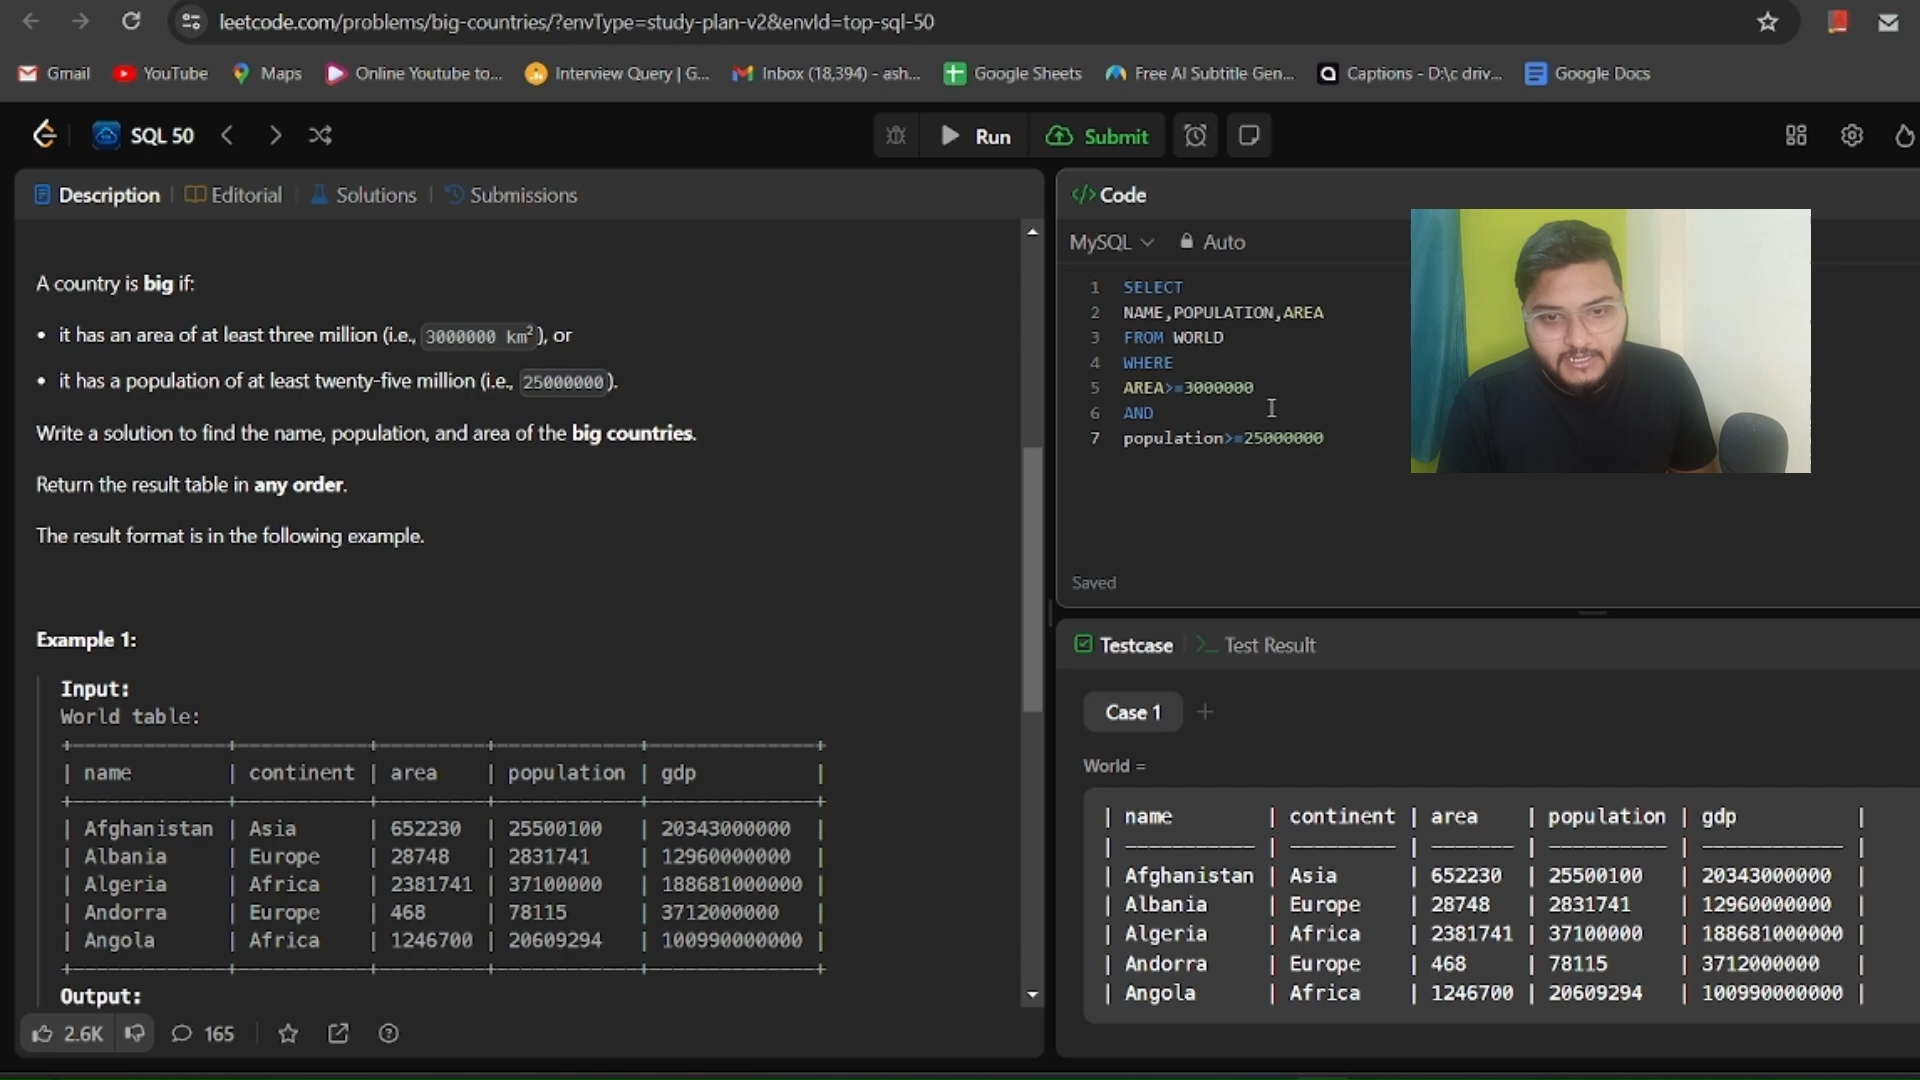 leetcode.com/problems/big-countries/?envType=study-plan-v2&envId=top-sql-50
Gmail YouTube Maps Online Youtube to... Interview Query | G... Inbox (18,394) - ash... Google Sheets Free AI Subtitle Gen... Captions - D:\c driv... Google Docs
SQL 50 Run Submit
Description | Editorial | Solutions | Submissions
A country is big if:
• it has an area of at least three million (i.e., 3000000 km²), or
• it has a population of at least twenty-five million (i.e., 25000000).
Write a solution to find the name, population, and area of the big countries.
Return the result table in any order.
The result format is in the following example.
Example 1:
Input:
World table:
| name | continent | area | population | gdp |
| Afghanistan | Asia | 652230 | 25500100 | 20343000000 |
| Albania | Europe | 28748 | 2831741 | 12960000000 |
| Algeria | Africa | 2381741 | 37100000 | 188681000000 |
| Andorra | Europe | 468 | 78115 | 3712000000 |
| Angola | Africa | 1246700 | 20609294 | 100990000000 |
Output:
2.6K 165
</> Code
MySQL Auto
1 SELECT
2 NAME,POPULATION,AREA
3 FROM WORLD
4 WHERE
5 AREA>=3000000
6 AND
7 population>=25000000
Saved
Testcase >_ Test Result
Case 1 +
World =
| name | continent | area | population | gdp |
| Afghanistan | Asia | 652230 | 25500100 | 20343000000 |
| Albania | Europe | 28748 | 2831741 | 12960000000 |
| Algeria | Africa | 2381741 | 37100000 | 188681000000 |
| Andorra | Europe | 468 | 78115 | 3712000000 |
| Angola | Africa | 1246700 | 20609294 | 100990000000 |